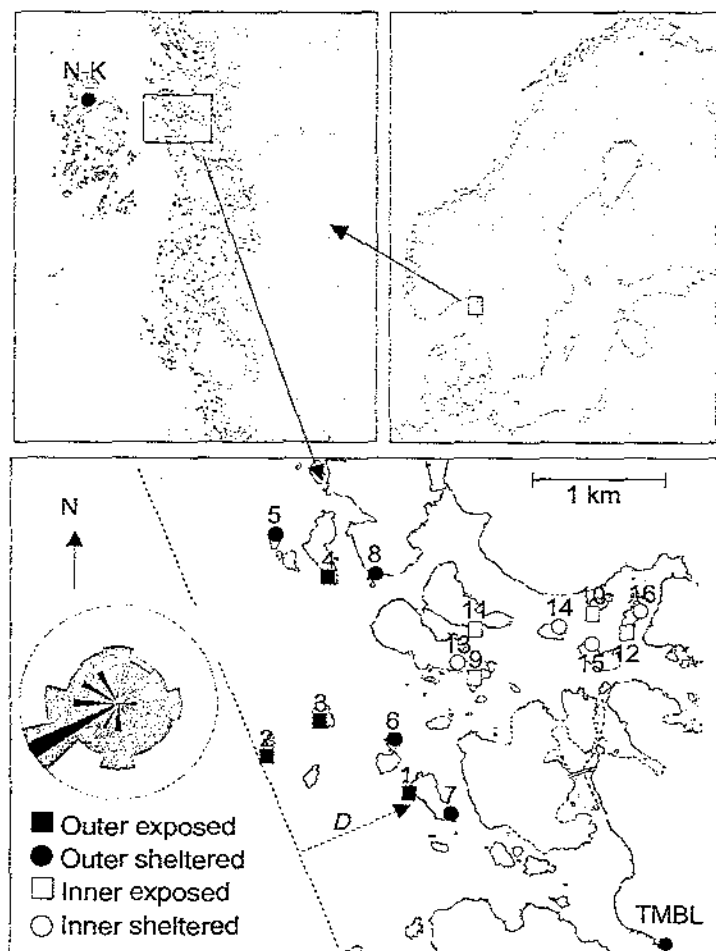 N-K
1 km
N
5
4
8
11
14
10
16
13
9
15
12
3
2
6
1
7
D
Outer exposed
Outer sheltered
Inner exposed
Inner sheltered
TMBL